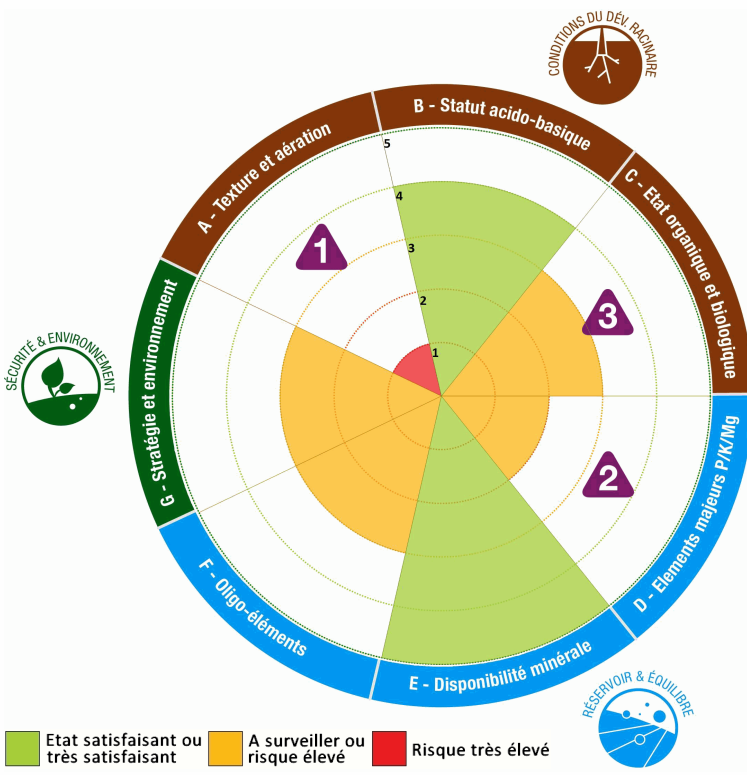 CONDITIONS DU DÉV. RACINAIRE
B - Statut acido-basique
A - Texture et aération
C - Etat organique et biologique
5
4
3
2
1
1
3
2
SÉCURITÉ & ENVIRONNEMENT
G - Stratégie et environnement
D - Elements majeurs P/K/Mg
F - Oligo-éléments
E - Disponibilité minérale
RÉSERVOIR & ÉQUILIBRE
Etat satisfaisant ou
très satisfaisant
A surveiller ou
risque élevé
Risque très élevé